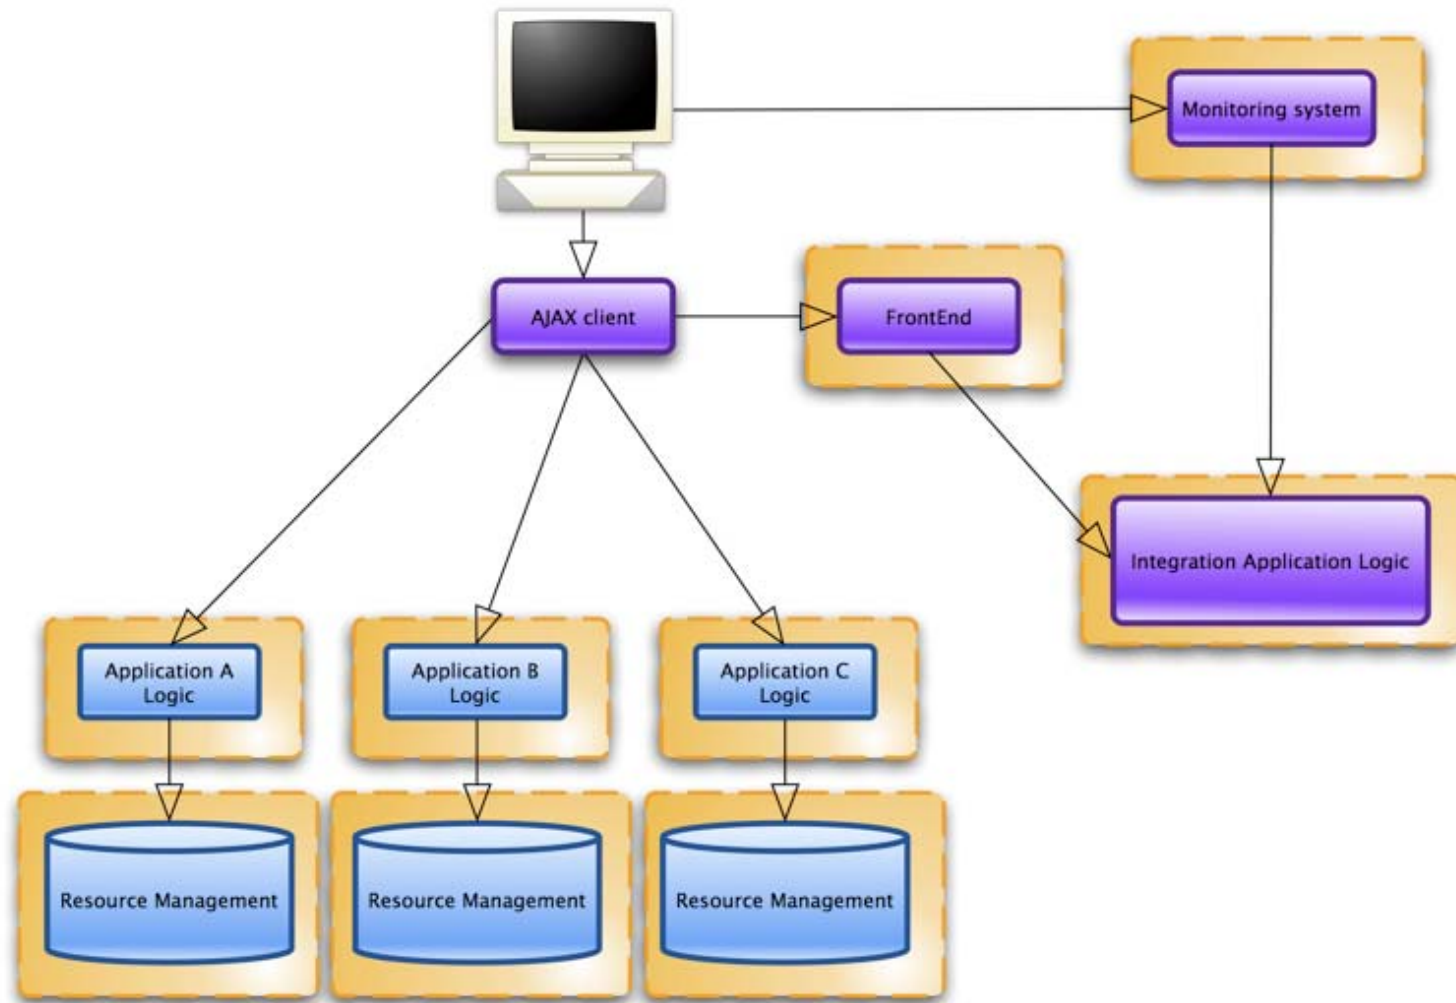 Monitoring system
AJAX client
FrontEnd
Integration Application Logic
Application A
Logic
Application B
Logic
Application C
Logic
Resource Management
Resource Management
Resource Management